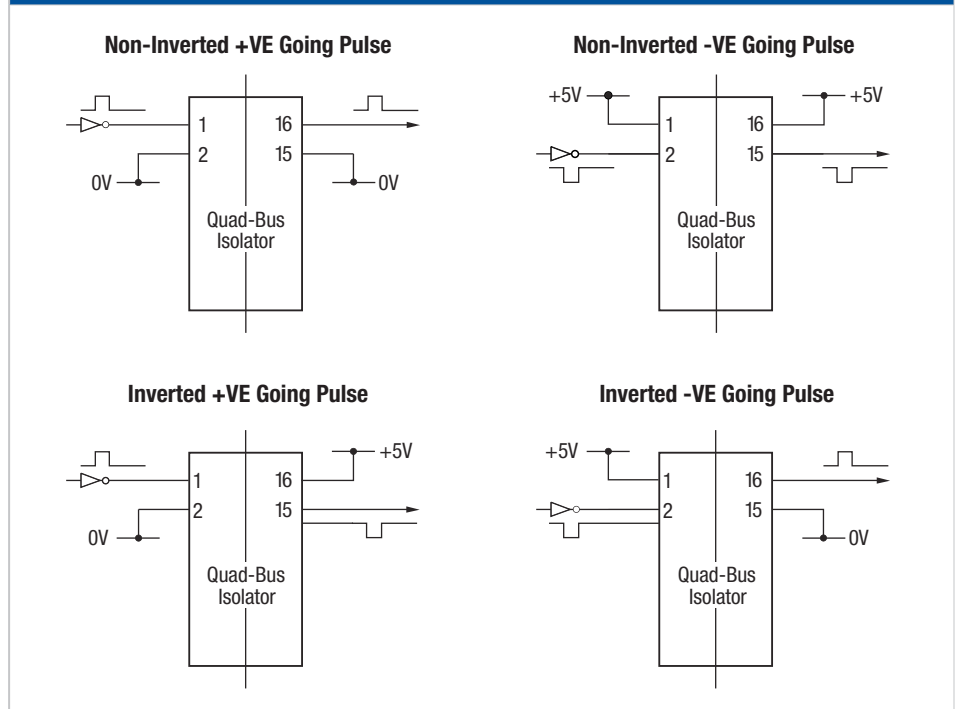 Non-Inverted +VE Going Pulse
1
16
2
15
0V
0V
Quad-Bus
Isolator
Non-Inverted -VE Going Pulse
+5V
+5V
1
16
2
15
Quad-Bus
Isolator
Inverted +VE Going Pulse
+5V
1
16
2
15
0V
Quad-Bus
Isolator
Inverted -VE Going Pulse
+5V
1
16
2
15
0V
Quad-Bus
Isolator